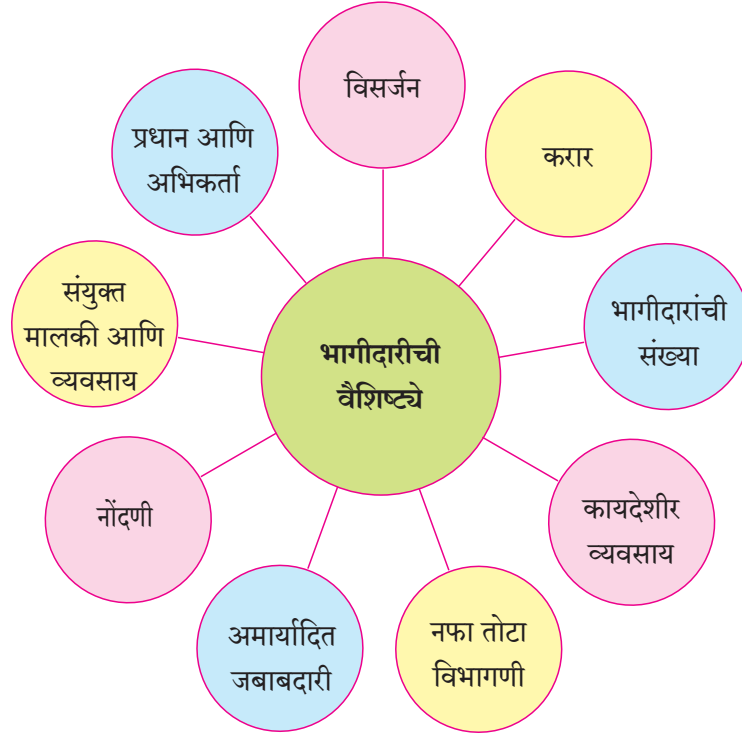 विसर्जन
करार
भागीदारांची
संख्या
कायदेशीर
व्यवसाय
नफा तोटा
विभागणी
अमार्यादित
जबाबदारी
नोंदणी
संयुक्त
मालकी आणि
व्यवसाय
प्रधान आणि
अभिकर्ता
भागीदारीची
वैशिष्ट्ये